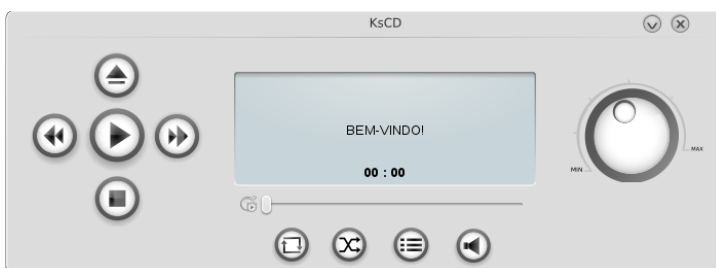 KsCD
BEM-VINDO!
00 : 00
MIN
MAX